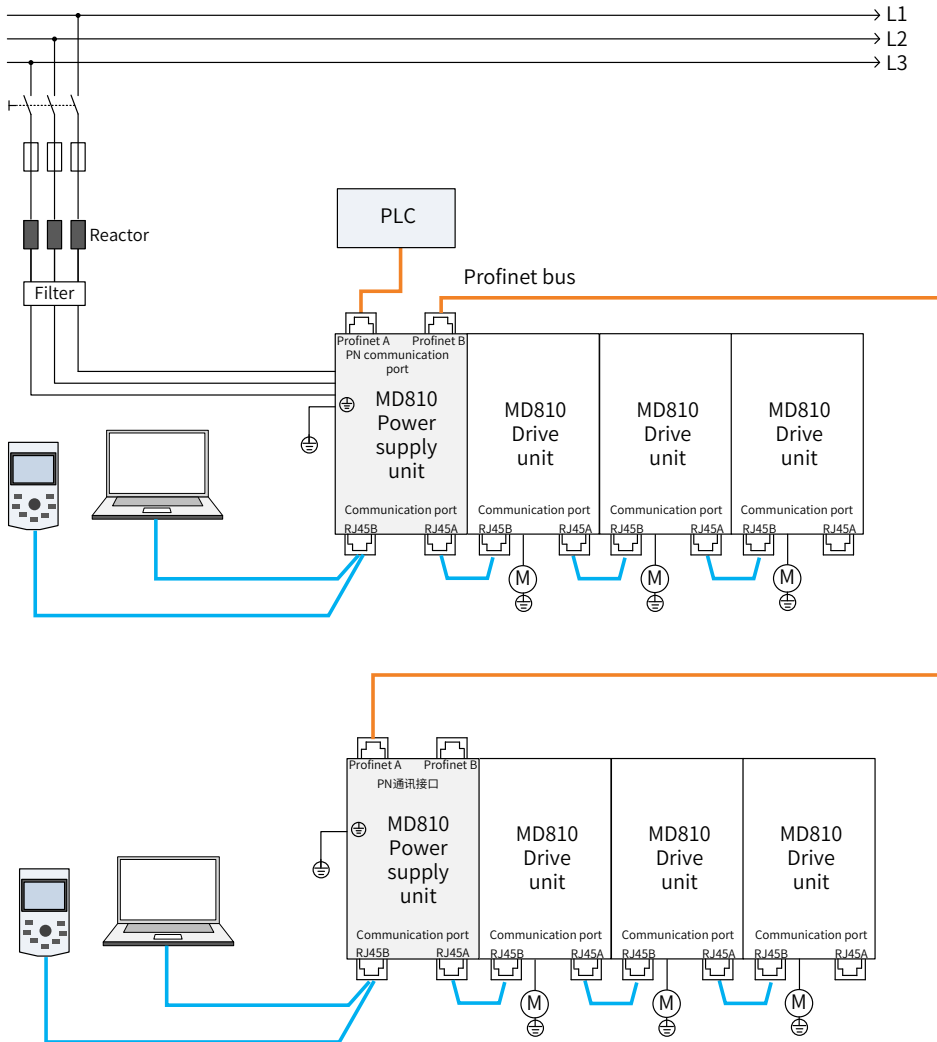 L1
L2
L3
Reactor
Filter
PLC
Profinet bus
Profinet A
Profinet B
PN communication
port
MD810
Power
supply
unit
MD810
Drive
unit
MD810
Drive
unit
MD810
Drive
unit
Communication port
Communication port
Communication port
Communication port
RJ45B
RJ45A
RJ45B
RJ45A
RJ45B
RJ45A
RJ45B
RJ45A
M
M
M
Profinet A
Profinet B
PN通讯接口
MD810
Power
supply
unit
MD810
Drive
unit
MD810
Drive
unit
MD810
Drive
unit
Communication port
Communication port
Communication port
Communication port
RJ45B
RJ45A
RJ45B
RJ45A
RJ45B
RJ45A
RJ45B
RJ45A
M
M
M